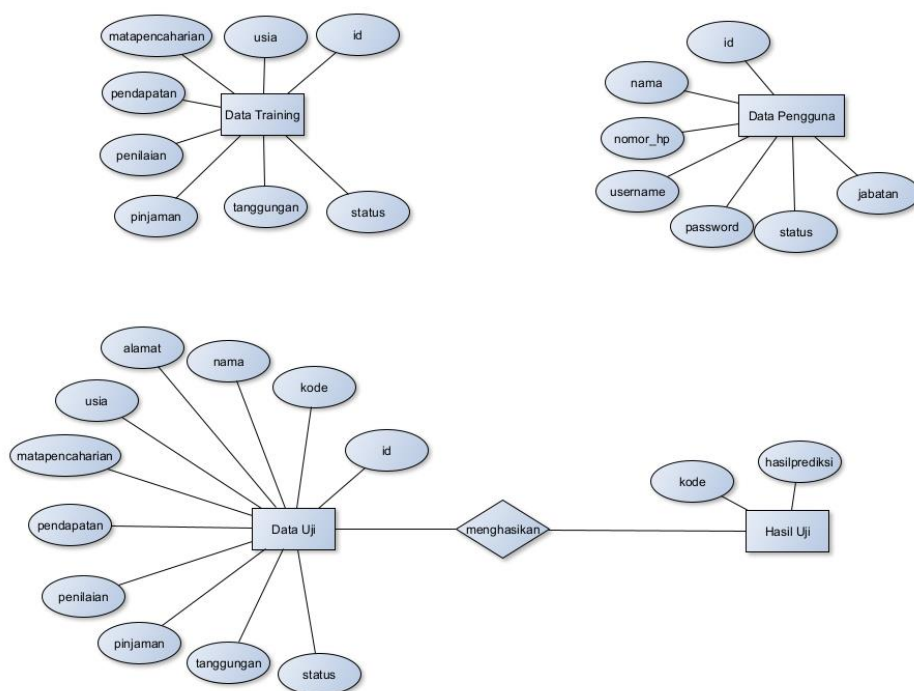 matapencaharian
usia
id
pendapatan
Data Training
penilaian
pinjaman
tanggungan
status
id
nama
Data Pengguna
nomor_hp
username
jabatan
password
status
alamat
nama
kode
usia
id
matapencaharian
pendapatan
Data Uji
penilaian
pinjaman
tanggungan
status
menghasikan
kode
hasilprediksi
Hasil Uji